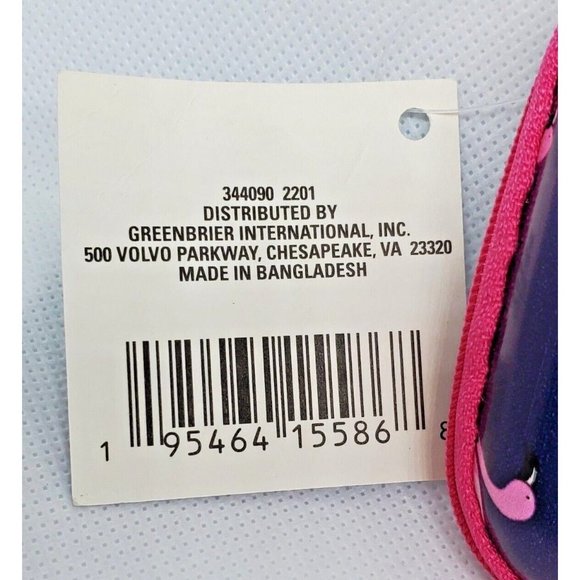 344090 2201
DISTRIBUTED BY
GREENBRIER INTERNATIONAL, INC.
500 VOLVO PARKWAY, CHESAPEAKE, VA 23320
MADE IN BANGLADESH
1 95464 15586 8